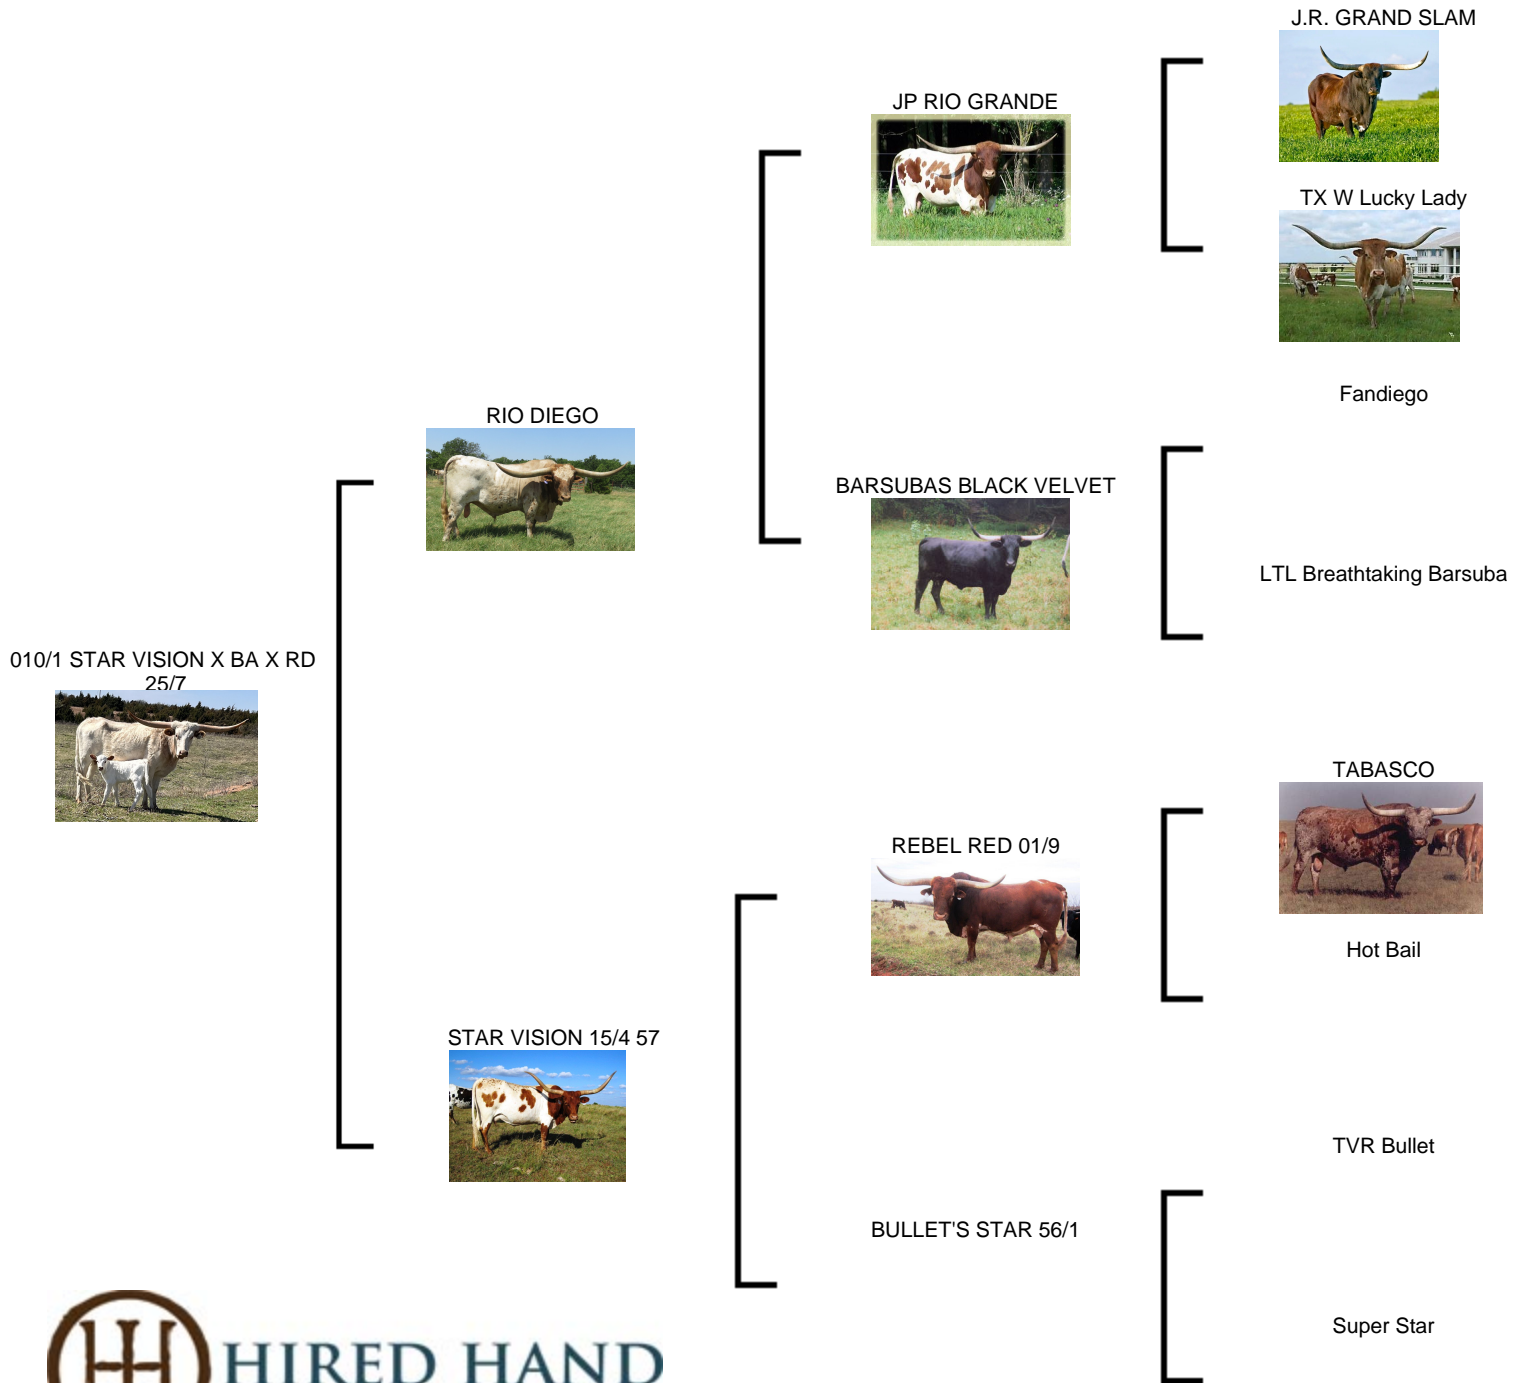 J.R. GRAND SLAM
JP RIO GRANDE
TX W Lucky Lady
Fandiego
RIO DIEGO
BARSUBAS BLACK VELVET
LTL Breathtaking Barsuba
010/1 STAR VISION X BA X RD
25/7
TABASCO
REBEL RED 01/9
Hot Bail
STAR VISION 15/4 57
TVR Bullet
BULLET'S STAR 56/1
Super Star
HIRED HAND